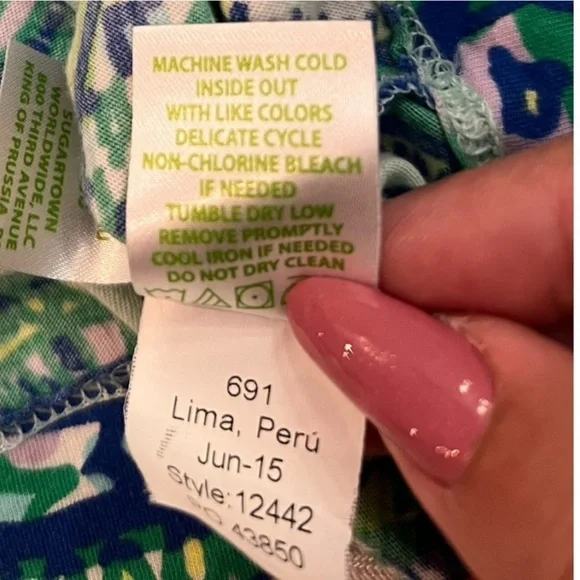 SUGARTOWN
WORLDWIDE, LLC
800 THIRD AVENUE
KING OF PRUSSIA
MACHINE WASH COLD
INSIDE OUT
WITH LIKE COLORS
DELICATE CYCLE
NON-CHLORINE BLEACH
IF NEEDED
TUMBLE DRY LOW
REMOVE PROMPTLY
COOL IRON IF NEEDED
DO NOT DRY CLEAN
691
Lima, Perú
Jun-15
Style: 12442
43850